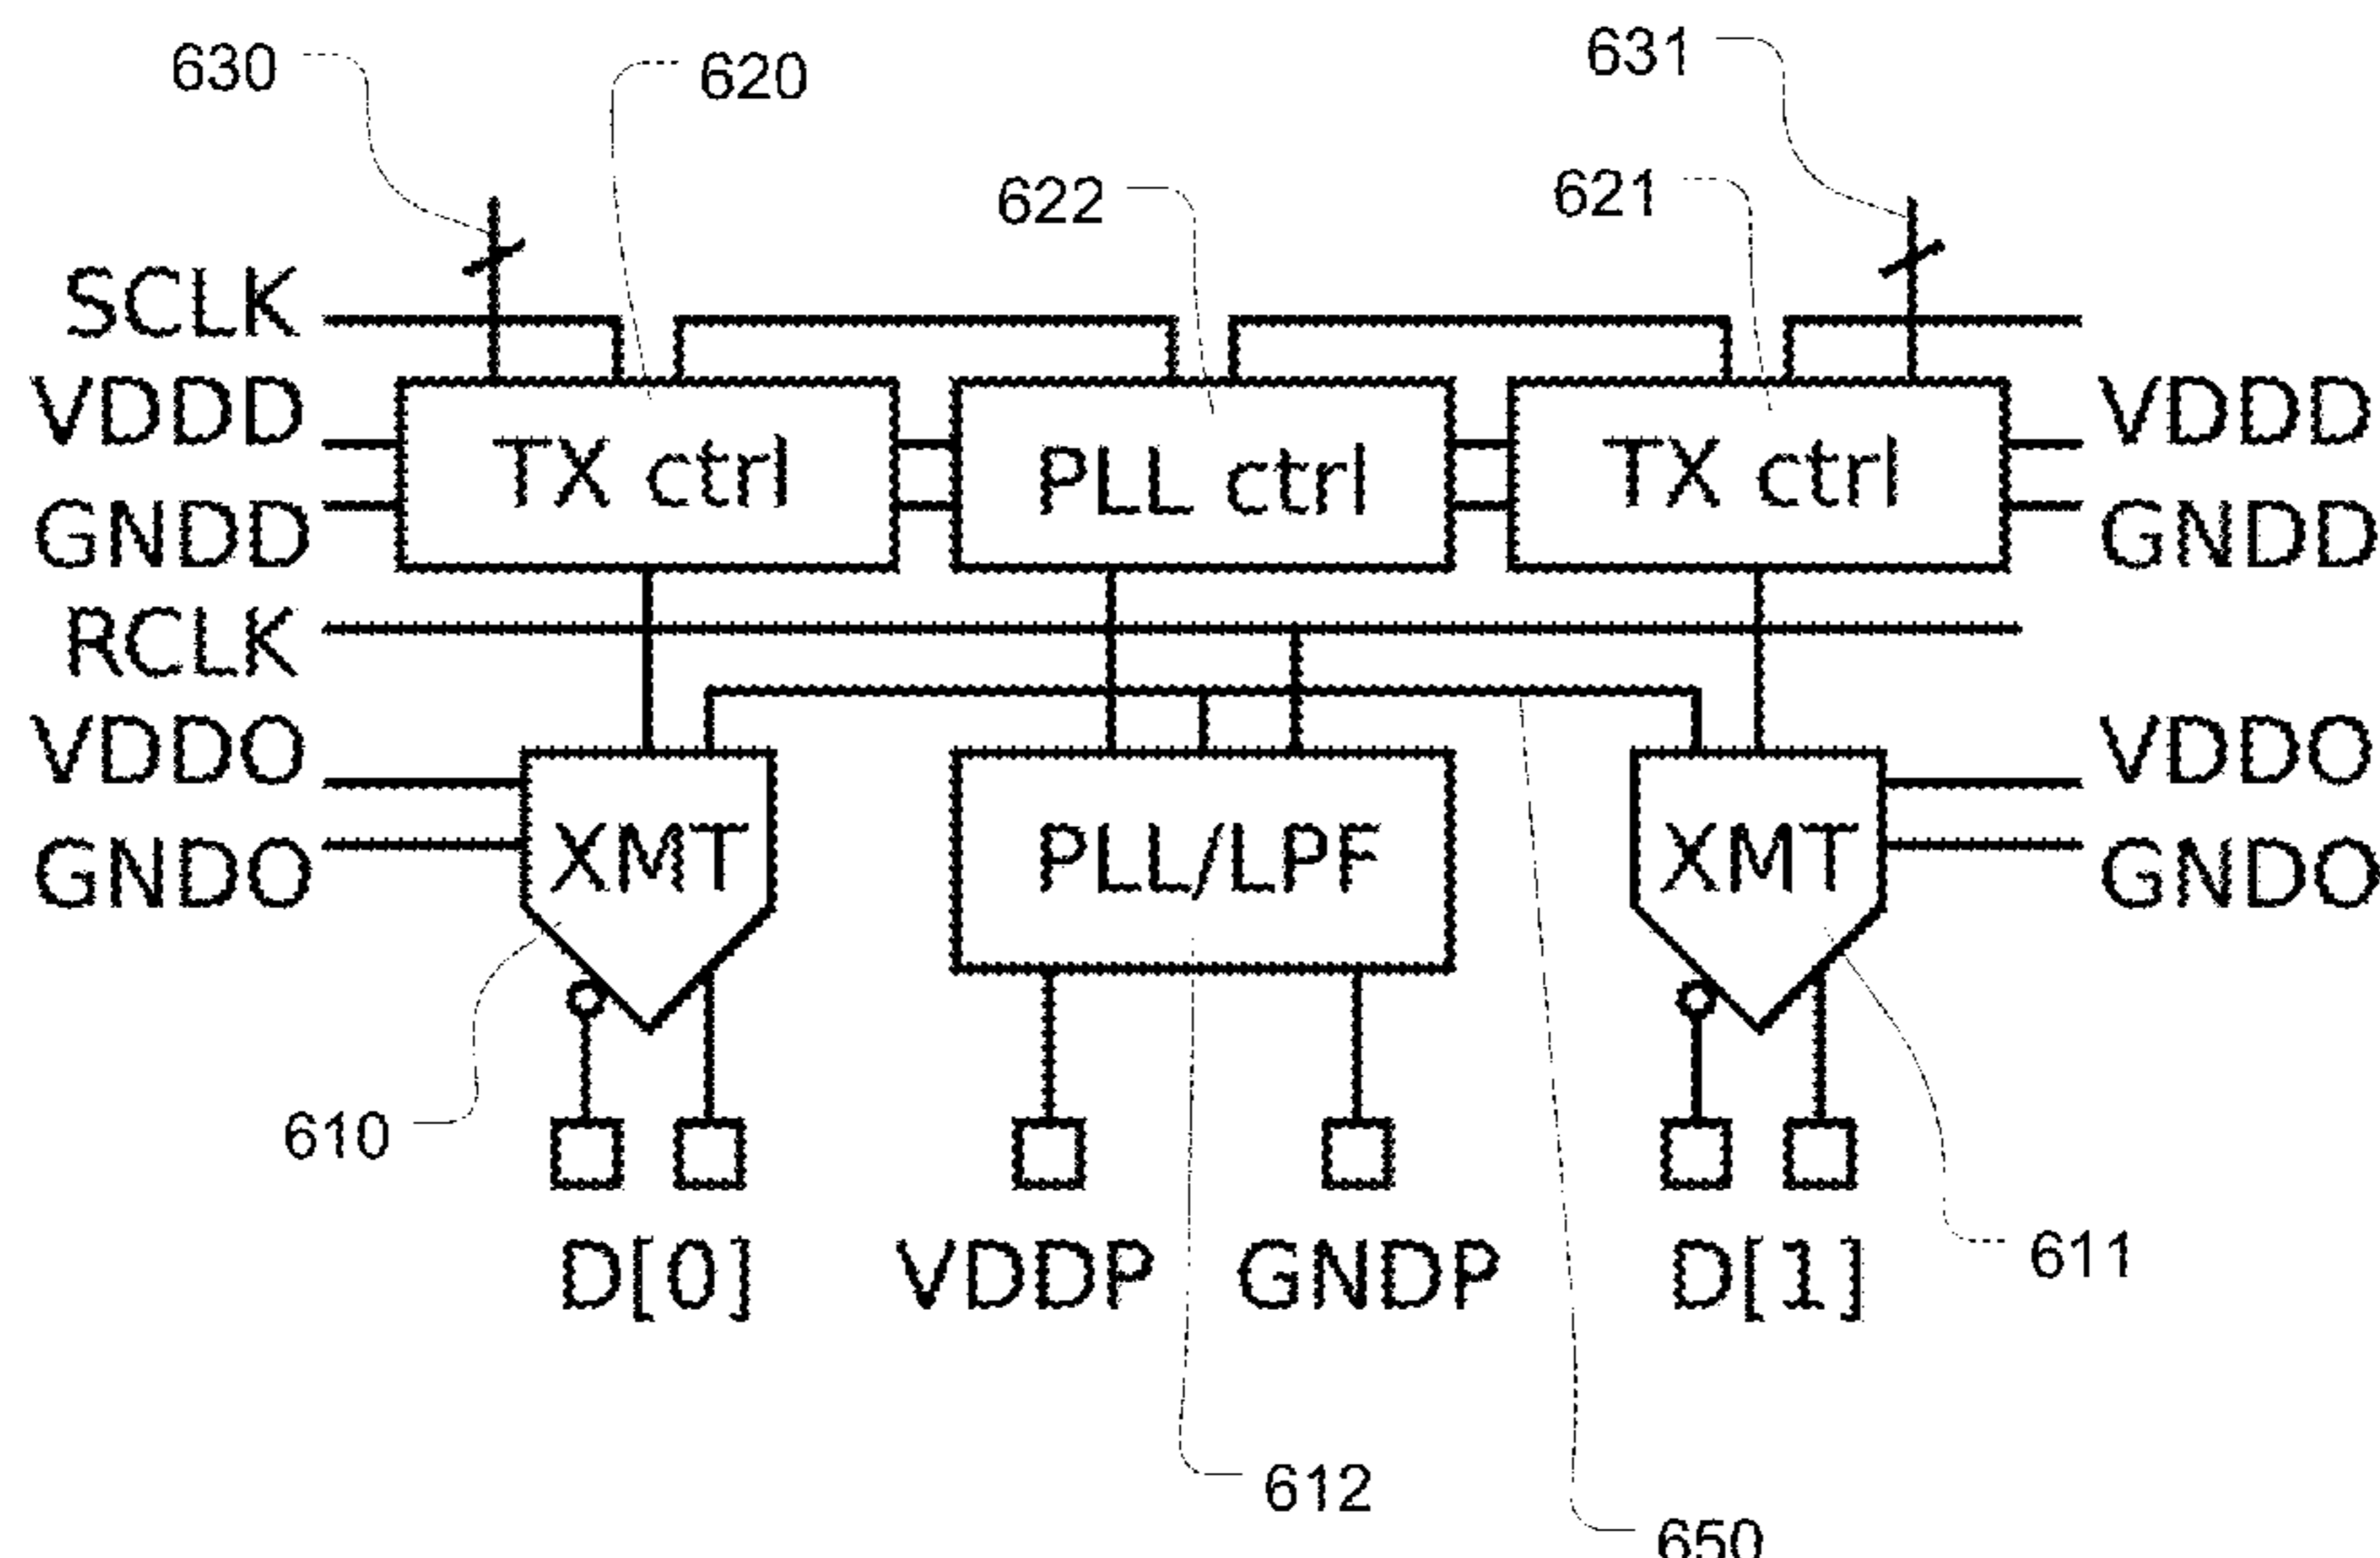 630
620
631
622
621
SCLK
VDDD
VDDD
TX ctrl
PLL ctrl
TX ctrl
GNDD
GNDD
RCLK
VDDO
VDDO
XMT
PLL/LPF
XMT
GNDO
GNDO
610
D[0]
VDDP
GNDP
D[1]
611
612
650